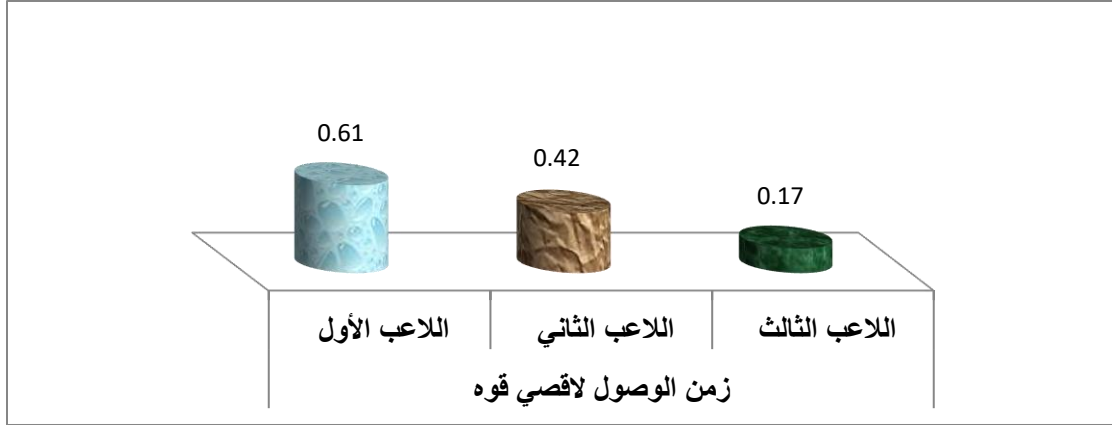 0.61
0.42
0.17
اللاعب الأول
اللاعب الثاني
اللاعب الثالث
زمن الوصول لاقصي قوه